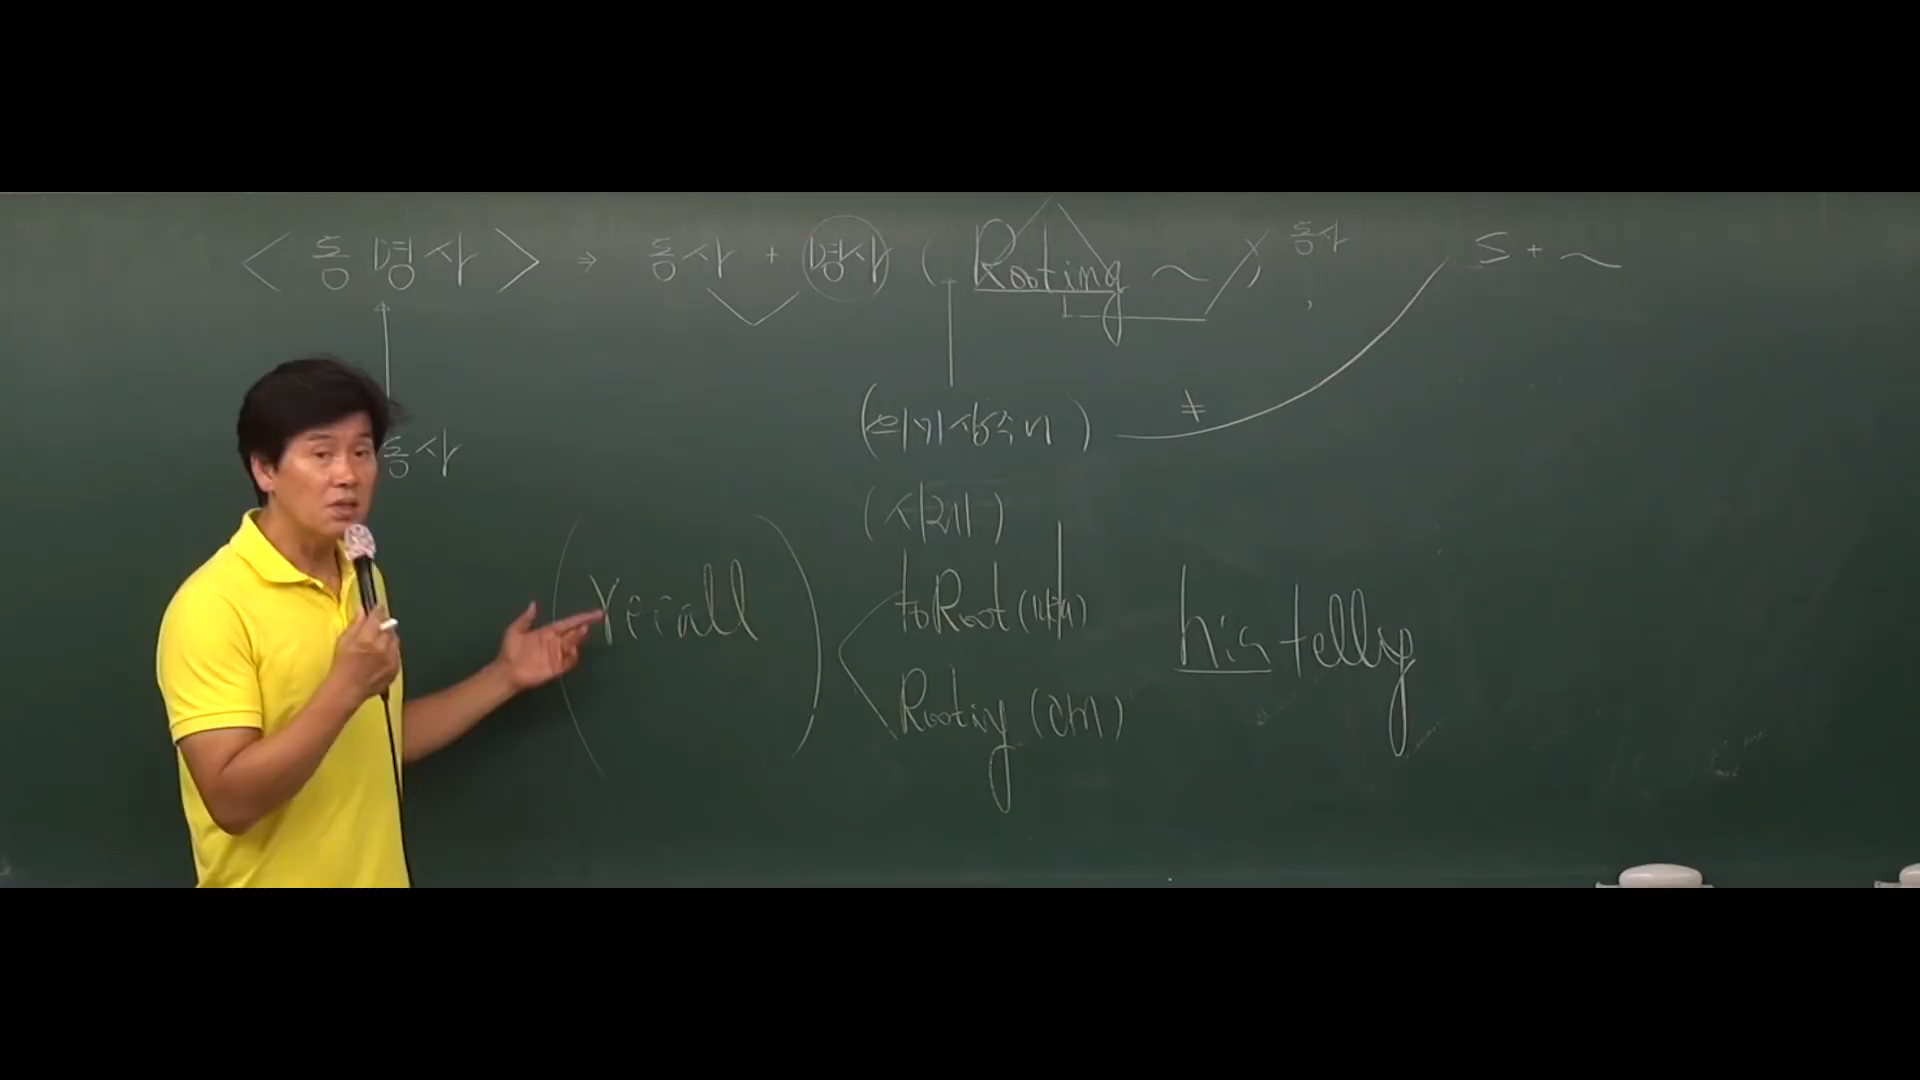 <동명사> ⇒ 동사 + 명사 ( Rooting ~ ) 동사 S + ~
(의미상주어) ≠
동사
(시제)
recall
toRoot (미래)
his telling
Rooting (과거)